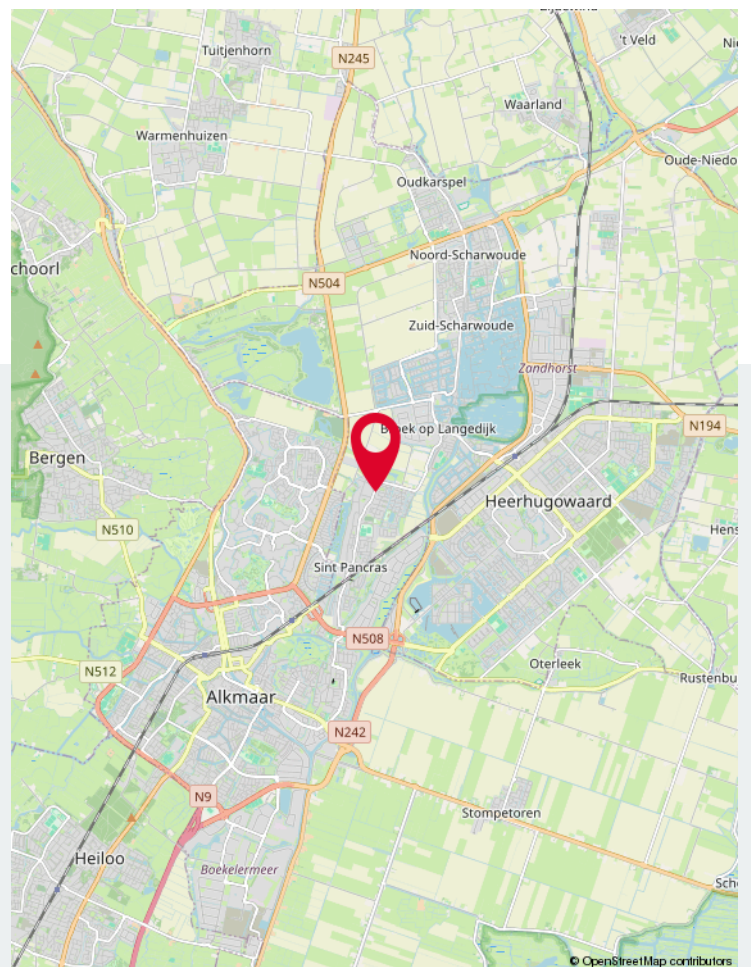 Tuitjenhorn
N245
't Veld
Waarland
Warmenhuizen
Oude-Niedo
Oudkarspel
Noord-Scharwoude
choorl
N504
Zuid-Scharwoude
Zandhorst
N194
Broek op Langedijk
Bergen
Heerhugowaard
N510
Hens
Sint Pancras
N508
Oterleek
N512
Rustenbu
Alkmaar
N242
N9
Stompetoren
Heiloo
Boekelermeer
Sch
© OpenStreetMap contributors